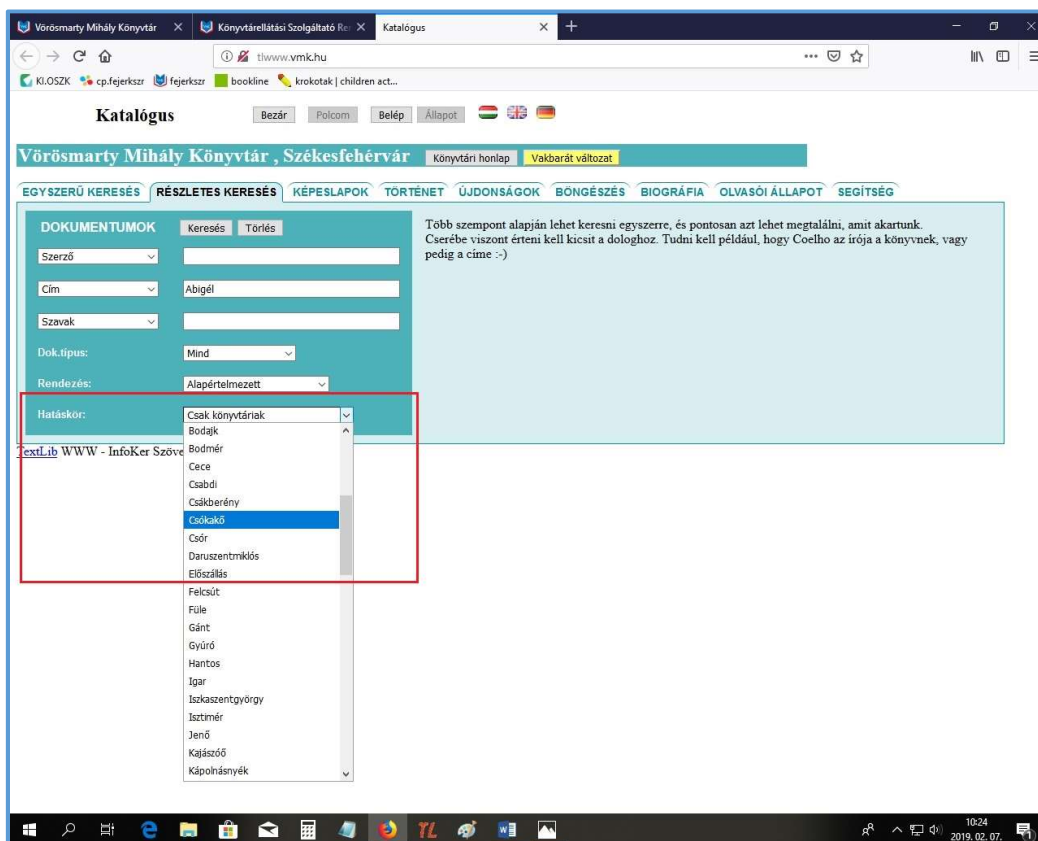 Vörösmarty Mihály Könyvtár
Könyvtárellátási Szolgáltató Re
Katalógus
tlwww.vmk.hu
KI.OSZK cp.fejerkszr fejerkszr bookline krokotak | children act...
Katalógus Bezár Polcom Belép Állapot
Vörösmarty Mihály Könyvtár , Székesfehérvár Könyvtári honlap Vakbarát változat
EGYSZERŰ KERESÉS RÉSZLETES KERESÉS KÉPESLAPOK TÖRTÉNET ÚJDONSÁGOK BÖNGÉSZÉS BIOGRÁFIA OLVASÓI ÁLLAPOT SEGÍTSÉG
DOKUMENTUMOK Keresés Törlés
Szerző
Cím Abigél
Szavak
Dok.típus: Mind
Rendezés: Alapértelmezett
Hatáskör: Csak könyvtáriak
Bodajk
Bodmér
Cece
Csabdi
Csákberény
Csókakő
Csór
Daruszentmiklós
Előszállás
Felcsút
Füle
Gánt
Gyúró
Hantos
Igar
Iszkaszentgyörgy
Isztimér
Jenő
Kajászóő
Kápolnásnyék
Több szempont alapján lehet keresni egyszerre, és pontosan azt lehet megtalálni, amit akartunk.
Cserébe viszont érteni kell kicsit a dologhoz. Tudni kell például, hogy Coelho az írója a könyvnek, vagy
pedig a címe :-)
TextLib WWW - InfoKer Szöve
TL
10:24
2019. 02. 07.